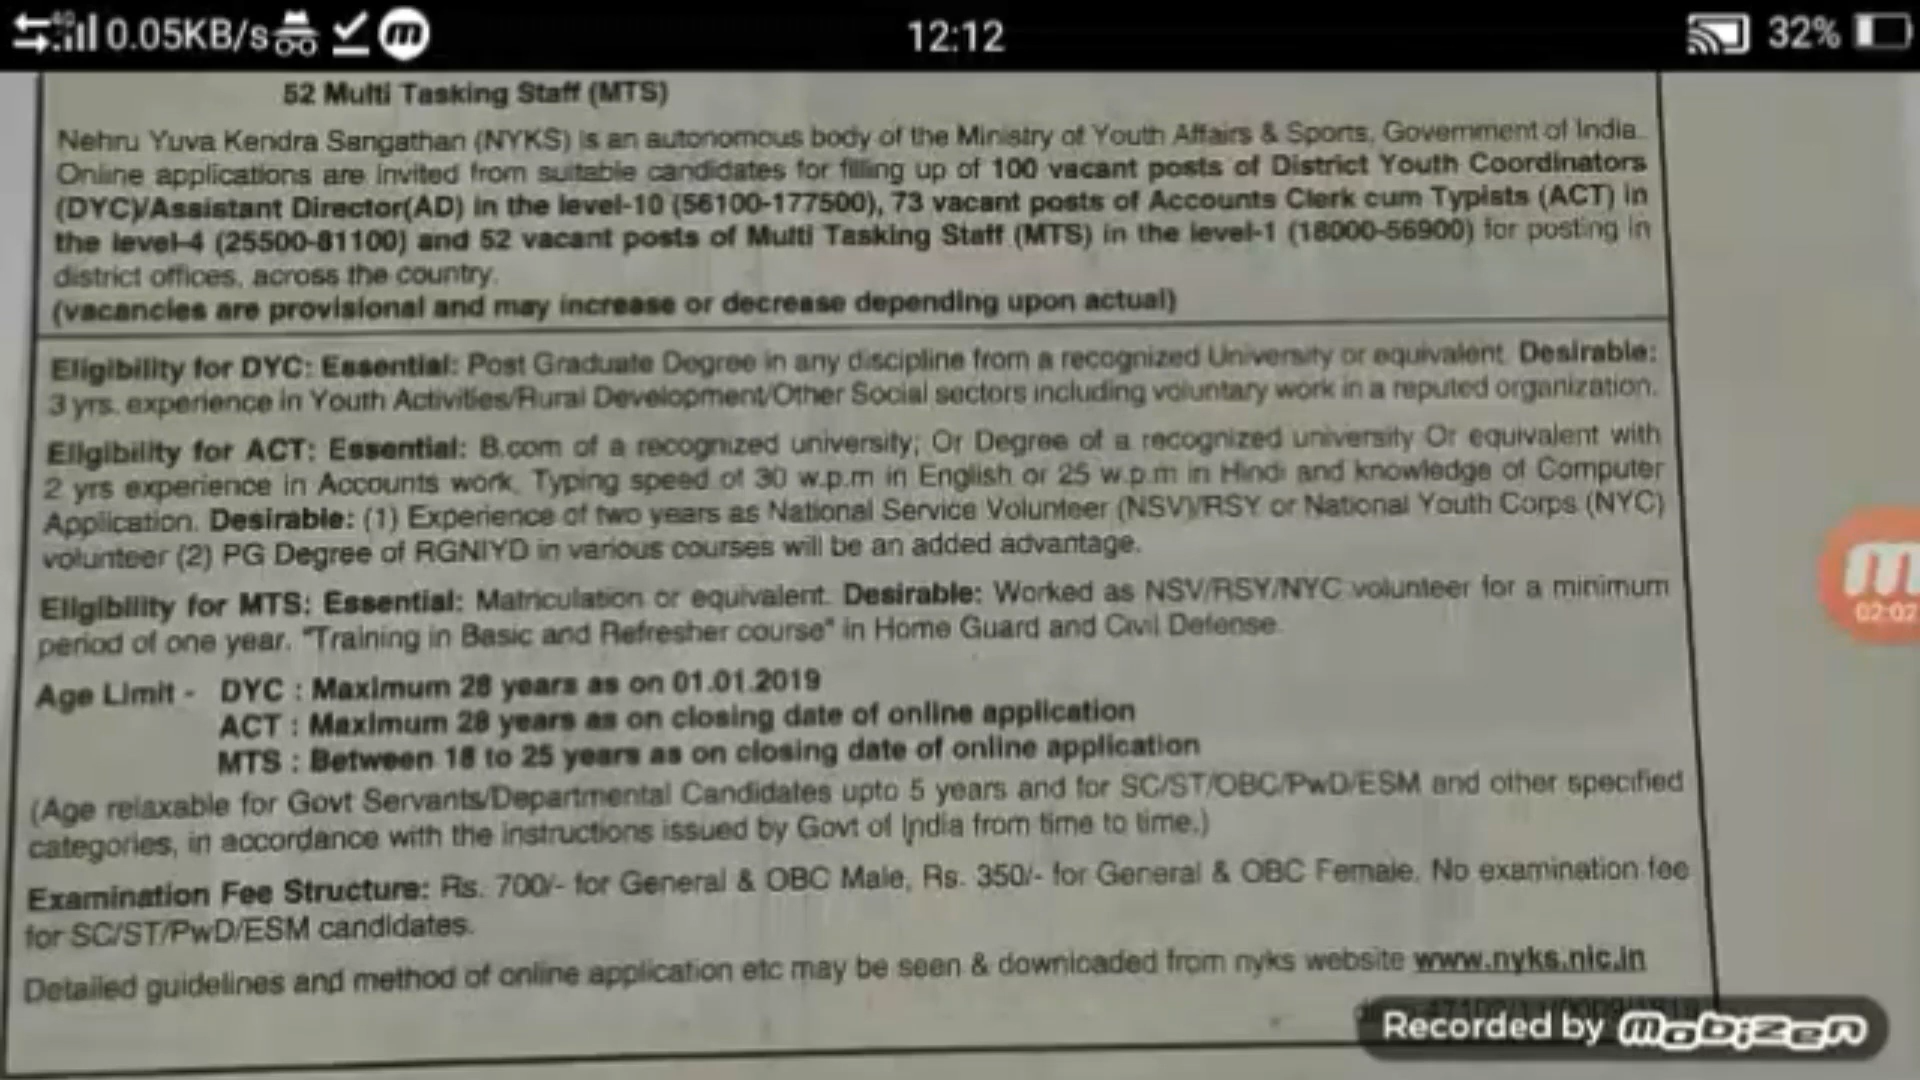 4G 0.05KB/s m 12:12 32%
52 Multi Tasking Staff (MTS)
Nehru Yuva Kendra Sangathan (NYKS) is an autonomous body of the Ministry of Youth Affairs & Sports, Government of India.
Online applications are invited from suitable candidates for filling up of 100 vacant posts of District Youth Coordinators
(DYC)/Assistant Director(AD) in the level-10 (56100-177500), 73 vacant posts of Accounts Clerk cum Typists (ACT) in
the level-4 (25500-81100) and 52 vacant posts of Multi Tasking Staff (MTS) in the level-1 (18000-56900) for posting in
district offices, across the country.
(vacancies are provisional and may increase or decrease depending upon actual)
Eligibility for DYC: Essential: Post Graduate Degree in any discipline from a recognized University or equivalent. Desirable:
3 yrs. experience in Youth Activities/Rural Development/Other Social sectors including voluntary work in a reputed organization.
Eligibility for ACT: Essential: B.com of a recognized university; Or Degree of a recognized university Or equivalent with
2 yrs experience in Accounts work. Typing speed of 30 w.p.m in English or 25 w.p.m in Hindi and knowledge of Computer
Application. Desirable: (1) Experience of two years as National Service Volunteer (NSV)/RSY or National Youth Corps (NYC)
volunteer (2) PG Degree of RGNIYD in various courses will be an added advantage.
Eligibility for MTS: Essential: Matriculation or equivalent. Desirable: Worked as NSV/RSY/NYC volunteer for a minimum
period of one year. "Training in Basic and Refresher course" in Home Guard and Civil Defense.
Age Limit - DYC : Maximum 28 years as on 01.01.2019
ACT : Maximum 28 years as on closing date of online application
MTS : Between 18 to 25 years as on closing date of online application
(Age relaxable for Govt Servants/Departmental Candidates upto 5 years and for SC/ST/OBC/PwD/ESM and other specified
categories, in accordance with the instructions issued by Govt of India from time to time.)
Examination Fee Structure: Rs. 700/- for General & OBC Male, Rs. 350/- for General & OBC Female. No examination fee
for SC/ST/PwD/ESM candidates.
Detailed guidelines and method of online application etc may be seen & downloaded from nyks website www.nyks.nic.in
m
02:02
Recorded by mobizen